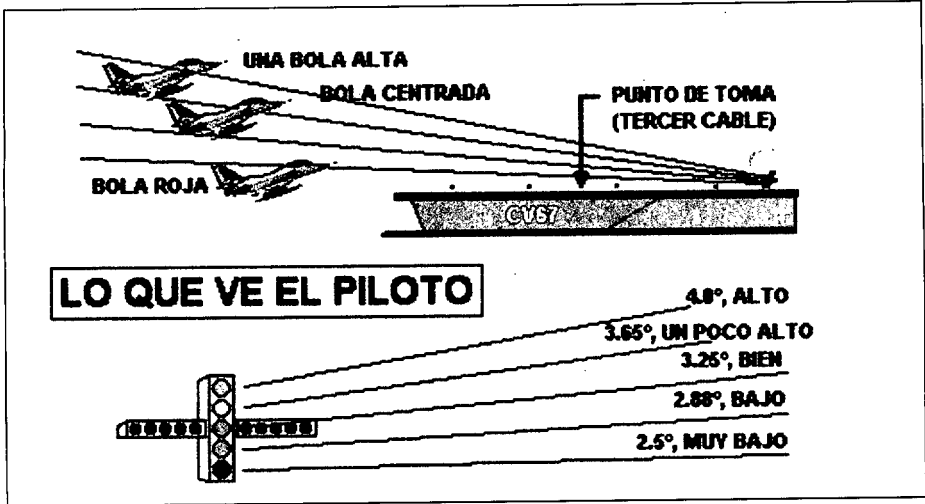 UNA BOLA ALTA
BOLA CENTRADA
PUNTO DE TOMA
(TERCER CABLE)
BOLA ROJA
CV67
LO QUE VE EL PILOTO
4.8°, ALTO
3.65°, UN POCO ALTO
3.25°, BIEN
2.88°, BAJO
2.5°, MUY BAJO